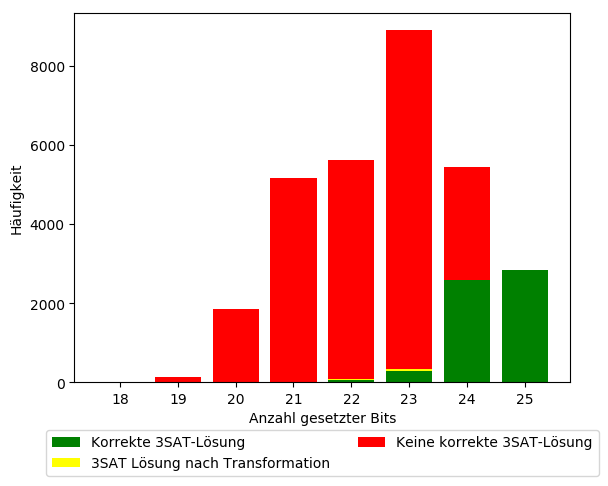 Häufigkeit
8000
6000
4000
2000
0
18 19 20 21 22 23 24 25
Anzahl gesetzter Bits
Korrekte 3SAT-Lösung
3SAT Lösung nach Transformation
Keine korrekte 3SAT-Lösung